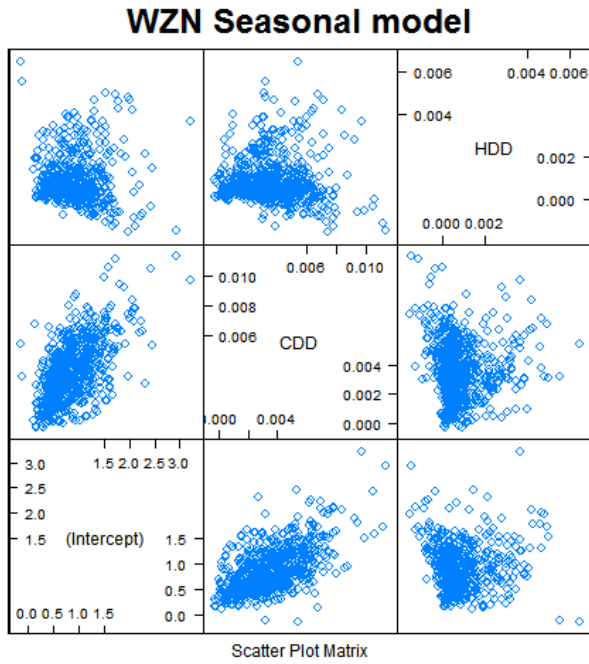 WZN Seasonal model
0.006 0.004 0.006
0.004
HDD
0.002
0.000
0.000 0.002
0.006 0.010
0.010
0.008
0.006
CDD
0.004
0.002
0.000
0.000 0.004
1.5 2.0 2.5 3.0
3.0
2.5
2.0
1.5
(Intercept)
1.5
1.0
0.5
0.0
0.0 0.5 1.0 1.5
Scatter Plot Matrix